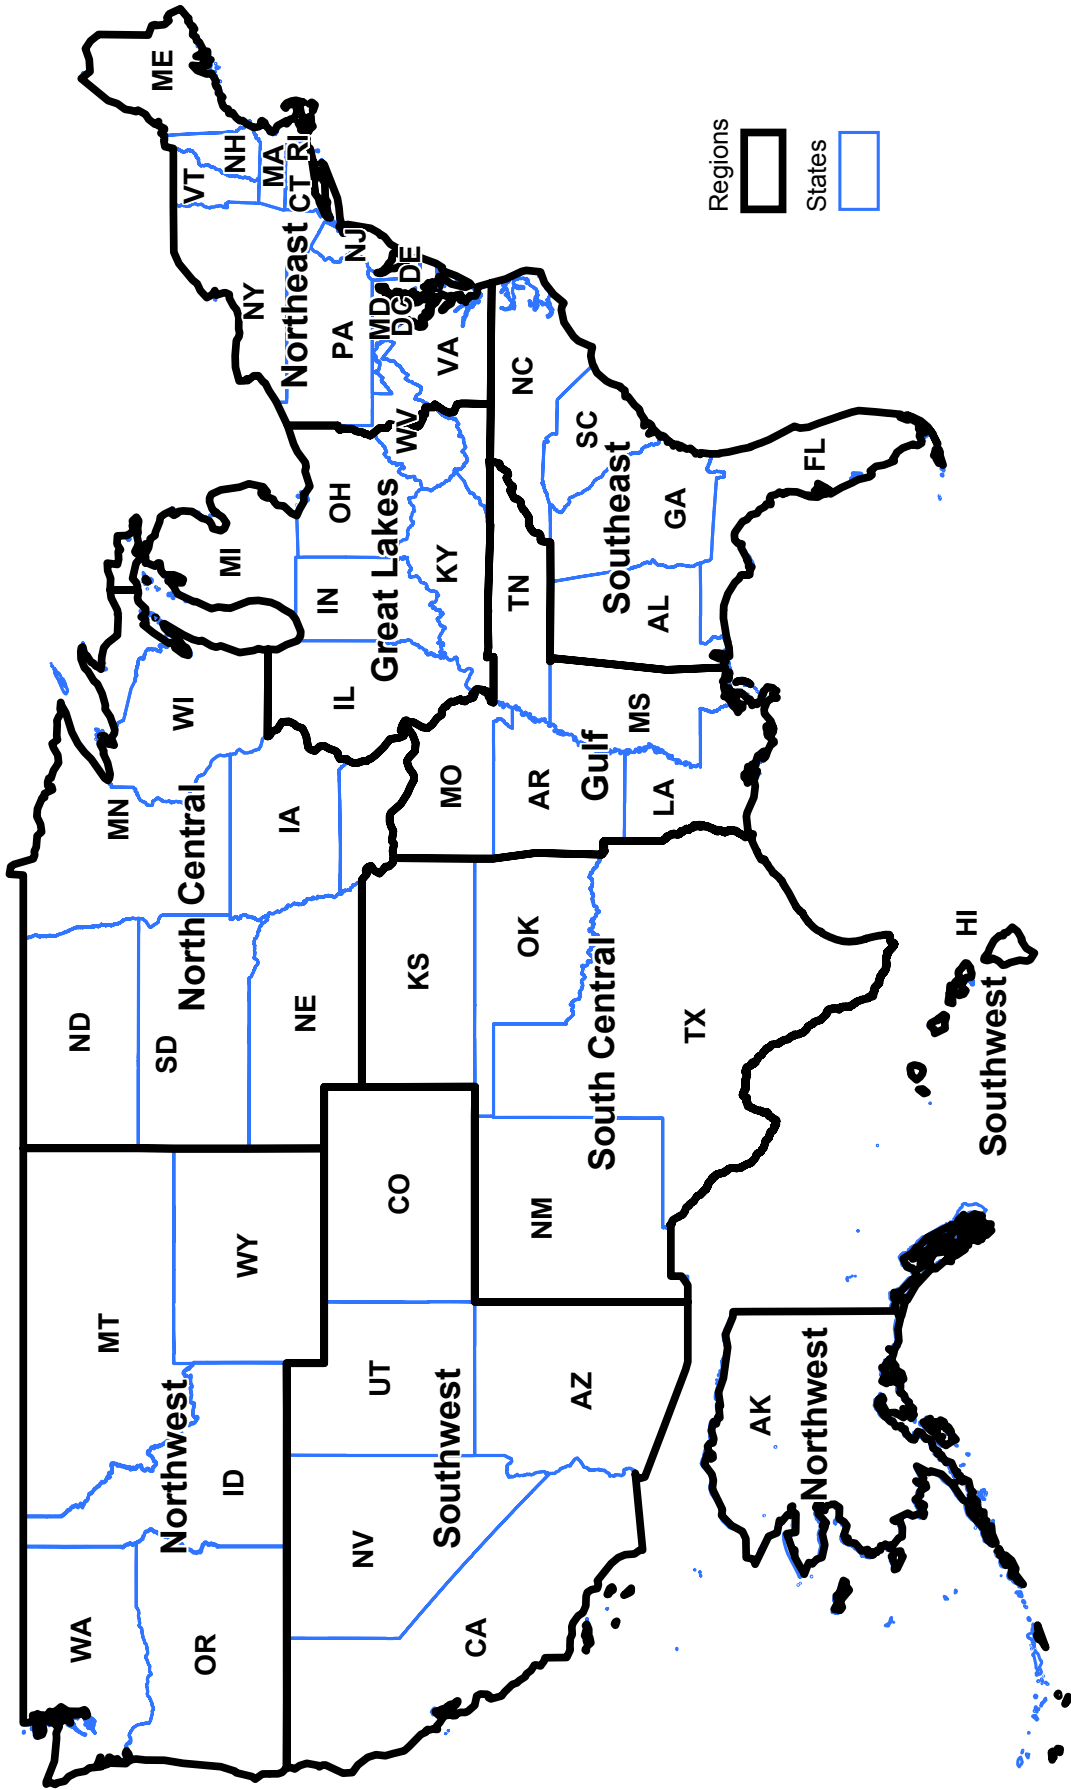 WA
MT
ND
MN
ME
VT
NH
OR
ID
WY
SD
WI
MI
NY
MA
RI
CT
Northwest
North Central
Northeast
NE
IA
IL
IN
OH
PA
NJ
NV
UT
CO
KS
MO
KY
WV
VA
MD
DC
DE
Great Lakes
CA
Southwest
AZ
NM
OK
AR
TN
NC
SC
South Central
Gulf
Southeast
TX
LA
MS
AL
GA
FL
AK
Northwest
HI
Southwest
Regions
States